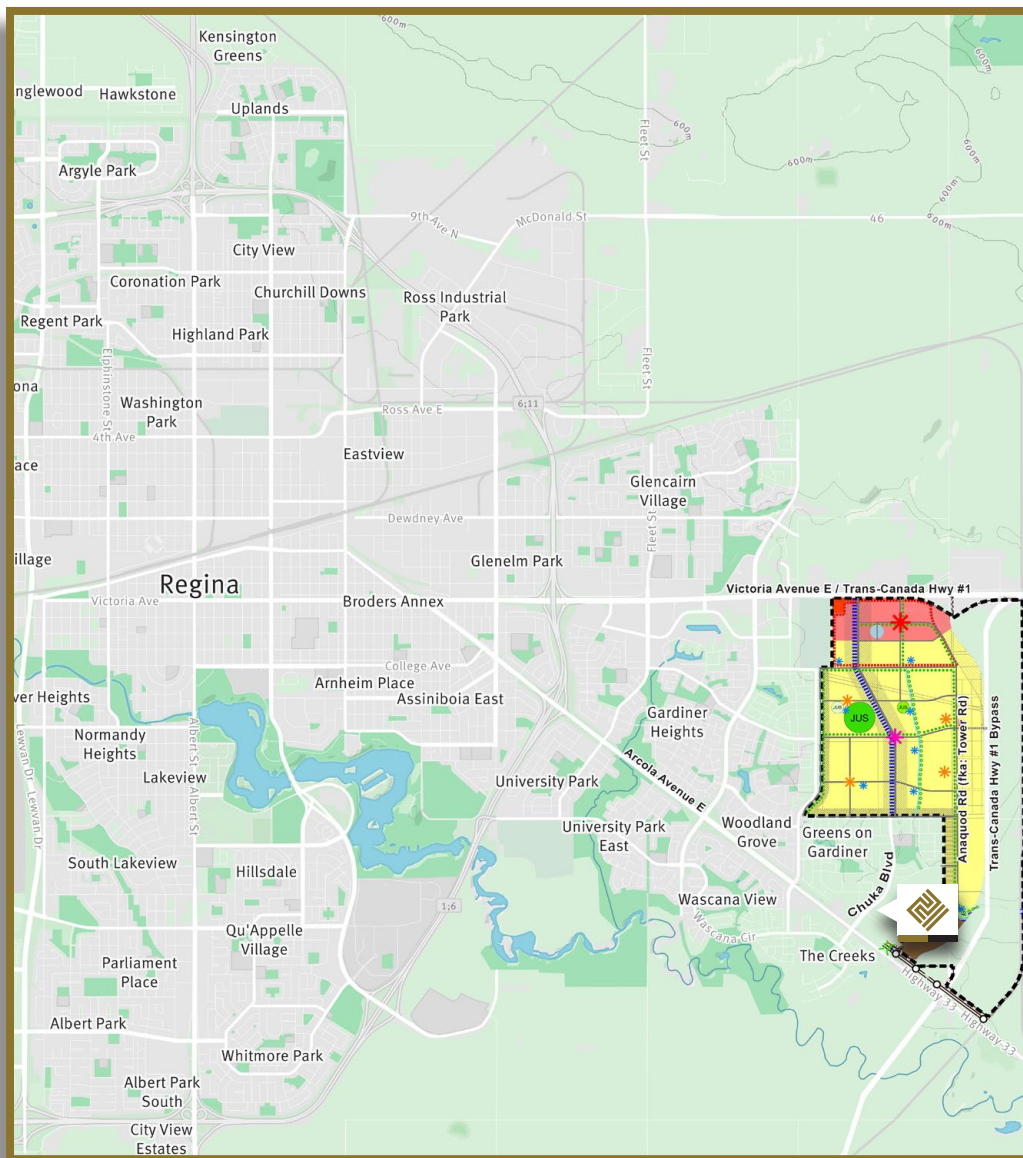 600m
Kensington
Greens
600m
nglewood
Hawkstone
Uplands
Fleet St
600m
600m
Argyle Park
600m
9th Ave N
McDonald St
46
600m
City View
Coronation Park
Churchill Downs
Ross Industrial
Park
Regent Park
Highland Park
Elphinstone St
Fleet St
ona
Washington
Park
Ross Ave E
6;11
4th Ave
Eastview
ace
Glencairn
Village
Dewdney Ave
Fleet St
illage
Glenelm Park
Regina
Victoria Avenue E / Trans-Canada Hwy #1
Victoria Ave
Broders Annex
College Ave
Arnheim Place
ver Heights
Assiniboia East
JUS
JUS
JUS
Gardiner
Heights
Normandy
Heights
Albert St
Albert St
Lewvan Dr
Lewvan Dr
Lakeview
University Park
Arcola Avenue E
Anaquod Rd (fka: Tower Rd)
Trans-Canada Hwy #1 Bypass
University Park
East
Woodland
Grove
Greens on
Gardiner
South Lakeview
Hillsdale
Chuka Blvd
Wascana View
1;6
Wascana Cir
Qu'Appelle
Village
The Creeks
Parliament
Place
Highway 33
Highway 33
Albert Park
Whitmore Park
Albert Park
South
City View
Estates